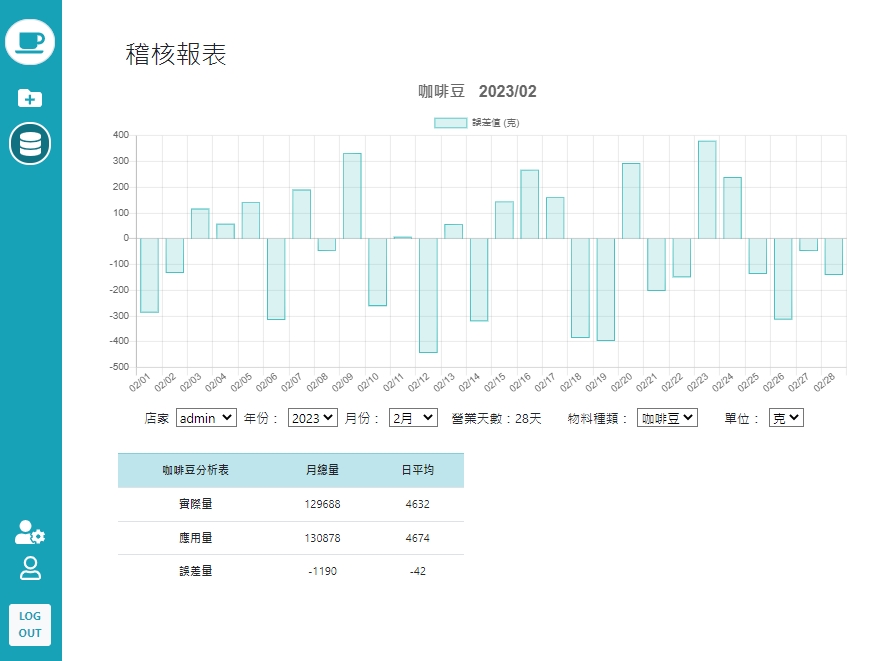 稽核報表
咖啡豆 2023/02
誤差值 (克)
400
300
200
100
0
-100
-200
-300
-400
-500
02/01 02/02 02/03 02/04 02/05 02/06 02/07 02/08 02/09 02/10 02/11 02/12 02/13 02/14 02/15 02/16 02/17 02/18 02/19 02/20 02/21 02/22 02/23 02/24 02/25 02/26 02/27 02/28
店家 admin 年份： 2023 月份： 2月 營業天數：28天 物料種類： 咖啡豆 單位： 克
咖啡豆分析表 月總量 日平均
實際量 129688 4632
應用量 130878 4674
誤差量 -1190 -42
LOG
OUT